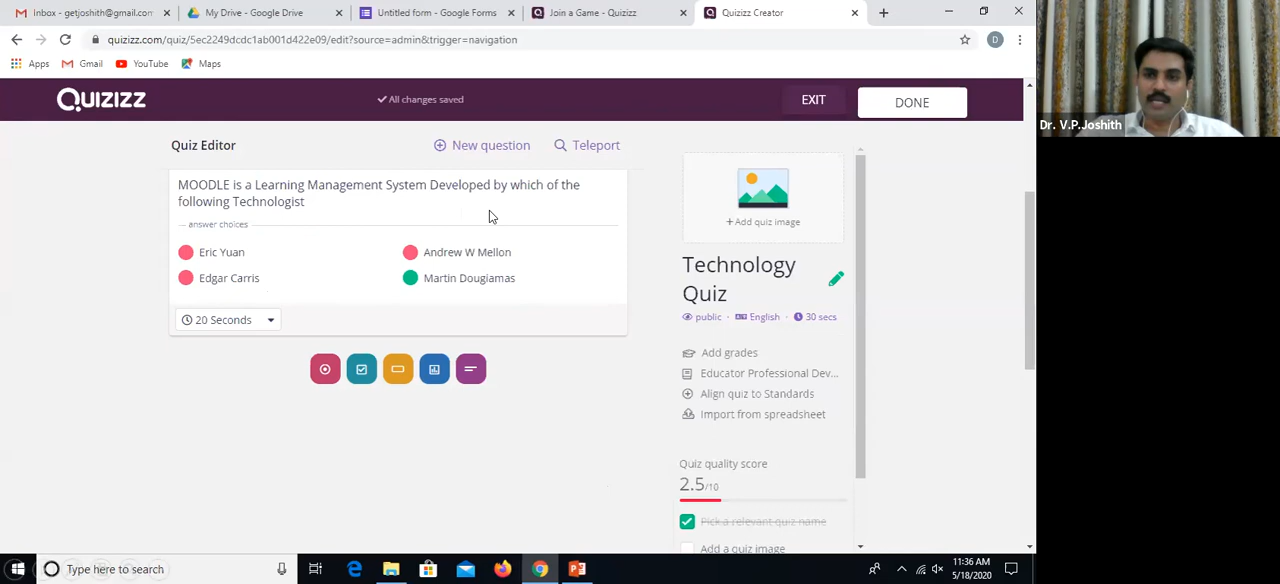 Inbox - getjoshith@gmail.con
My Drive - Google Drive
Untitled form - Google Forms
Join a Game - Quizizz
Quizizz Creator
quizizz.com/quiz/5ec2249dcdc1ab001d422e09/edit?source=admin&trigger=navigation
D
Apps
Gmail
YouTube
Maps
Quizizz
All changes saved
EXIT
DONE
Dr. V.P.Joshith
Quiz Editor
New question
Teleport
MOODLE is a Learning Management System Developed by which of the
following Technologist
answer choices
Eric Yuan
Andrew W Mellon
Edgar Carris
Martin Dougiamas
20 Seconds
+ Add quiz image
Technology
Quiz
public
English
30 secs
Add grades
Educator Professional Dev...
Align quiz to Standards
Import from spreadsheet
Quiz quality score
2.5/10
Pick a relevant quiz name
Add a quiz image
Type here to search
11:36 AM
5/18/2020